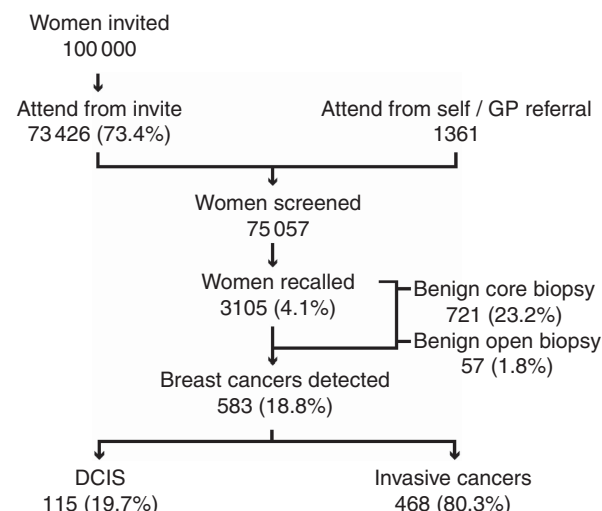 Women invited
100 000
Attend from invite
73 426 (73.4%)
Attend from self / GP referral
1361
Women screened
75 057
Women recalled
3105 (4.1%)
Benign core biopsy
721 (23.2%)
Benign open biopsy
57 (1.8%)
Breast cancers detected
583 (18.8%)
DCIS
115 (19.7%)
Invasive cancers
468 (80.3%)